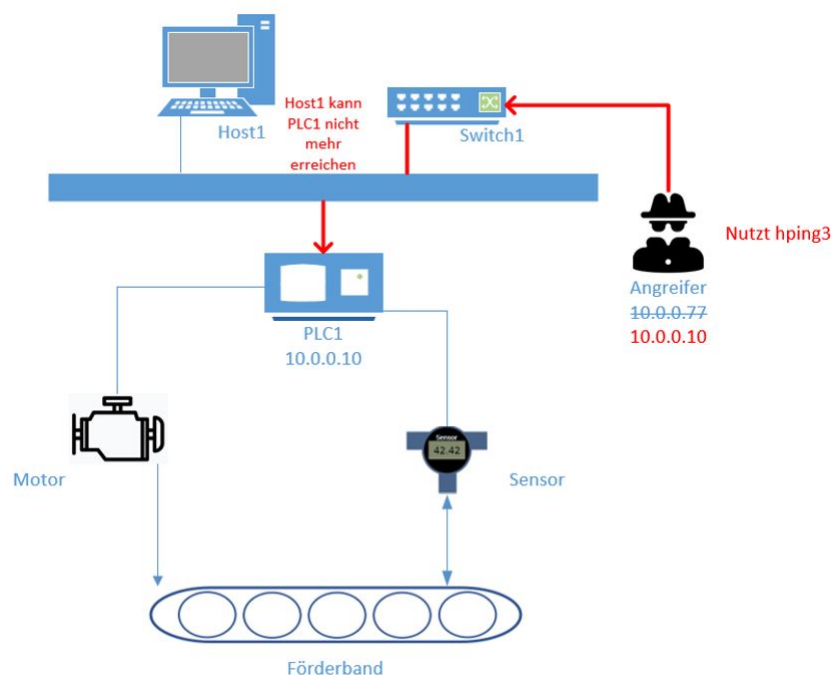 Host1
Host1 kann
PLC1 nicht
mehr
erreichen
Switch1
Nutzt hping3
Angreifer
10.0.0.77
10.0.0.10
PLC1
10.0.0.10
Motor
Sensor
42.42
Sensor
Förderband